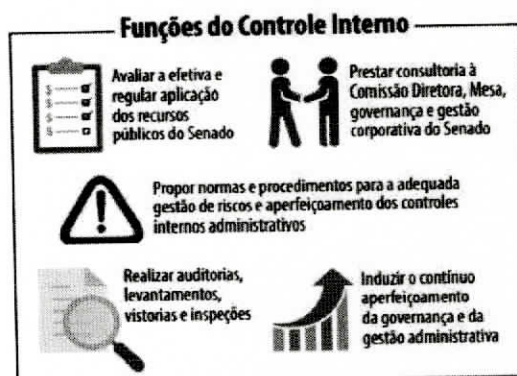 Funções do Controle Interno
Avaliar a efetiva e
regular aplicação
dos recursos
públicos do Senado
Prestar consultoria à
Comissão Diretora, Mesa,
governança e gestão
corporativa do Senado
Propor normas e procedimentos para a adequada
gestão de riscos e aperfeiçoamento dos controles
internos administrativos
Realizar auditorias,
levantamentos,
vistorias e inspeções
Induzir o contínuo
aperfeiçoamento
da governança e da
gestão administrativa